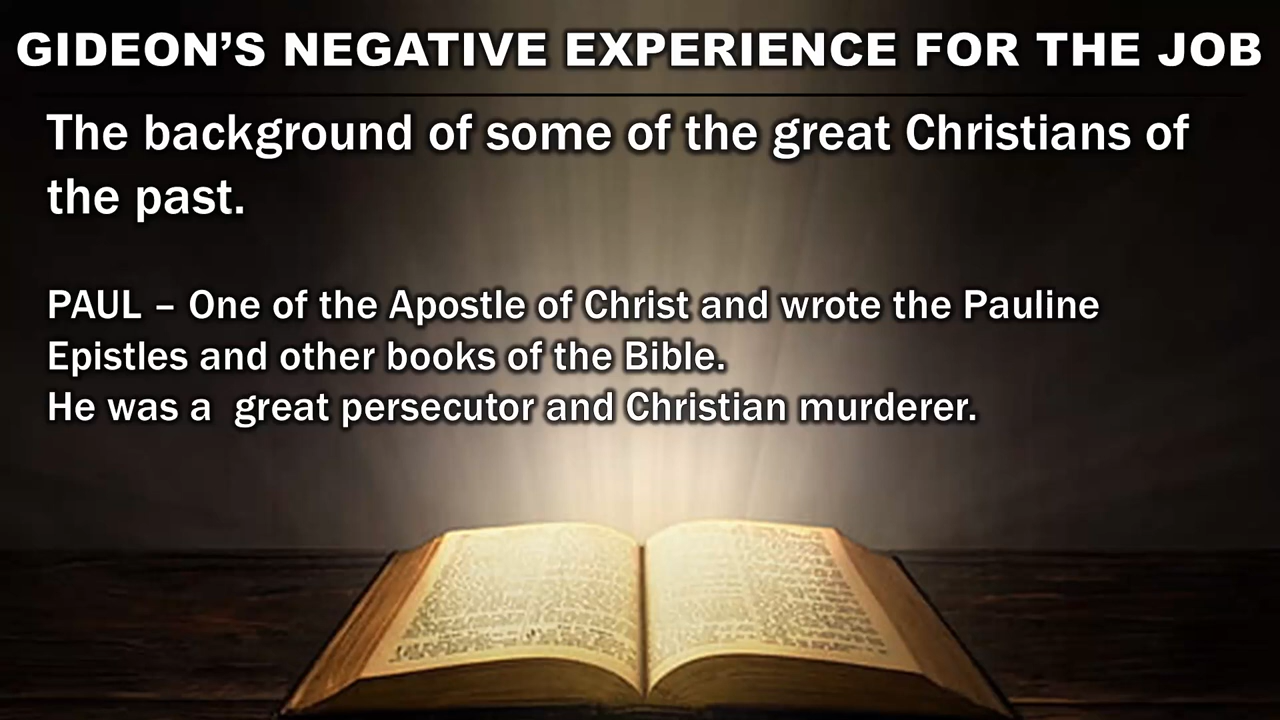 GIDEON’S NEGATIVE EXPERIENCE FOR THE JOB
The background of some of the great Christians of
the past.
PAUL – One of the Apostle of Christ and wrote the Pauline
Epistles and other books of the Bible.
He was a  great persecutor and Christian murderer.